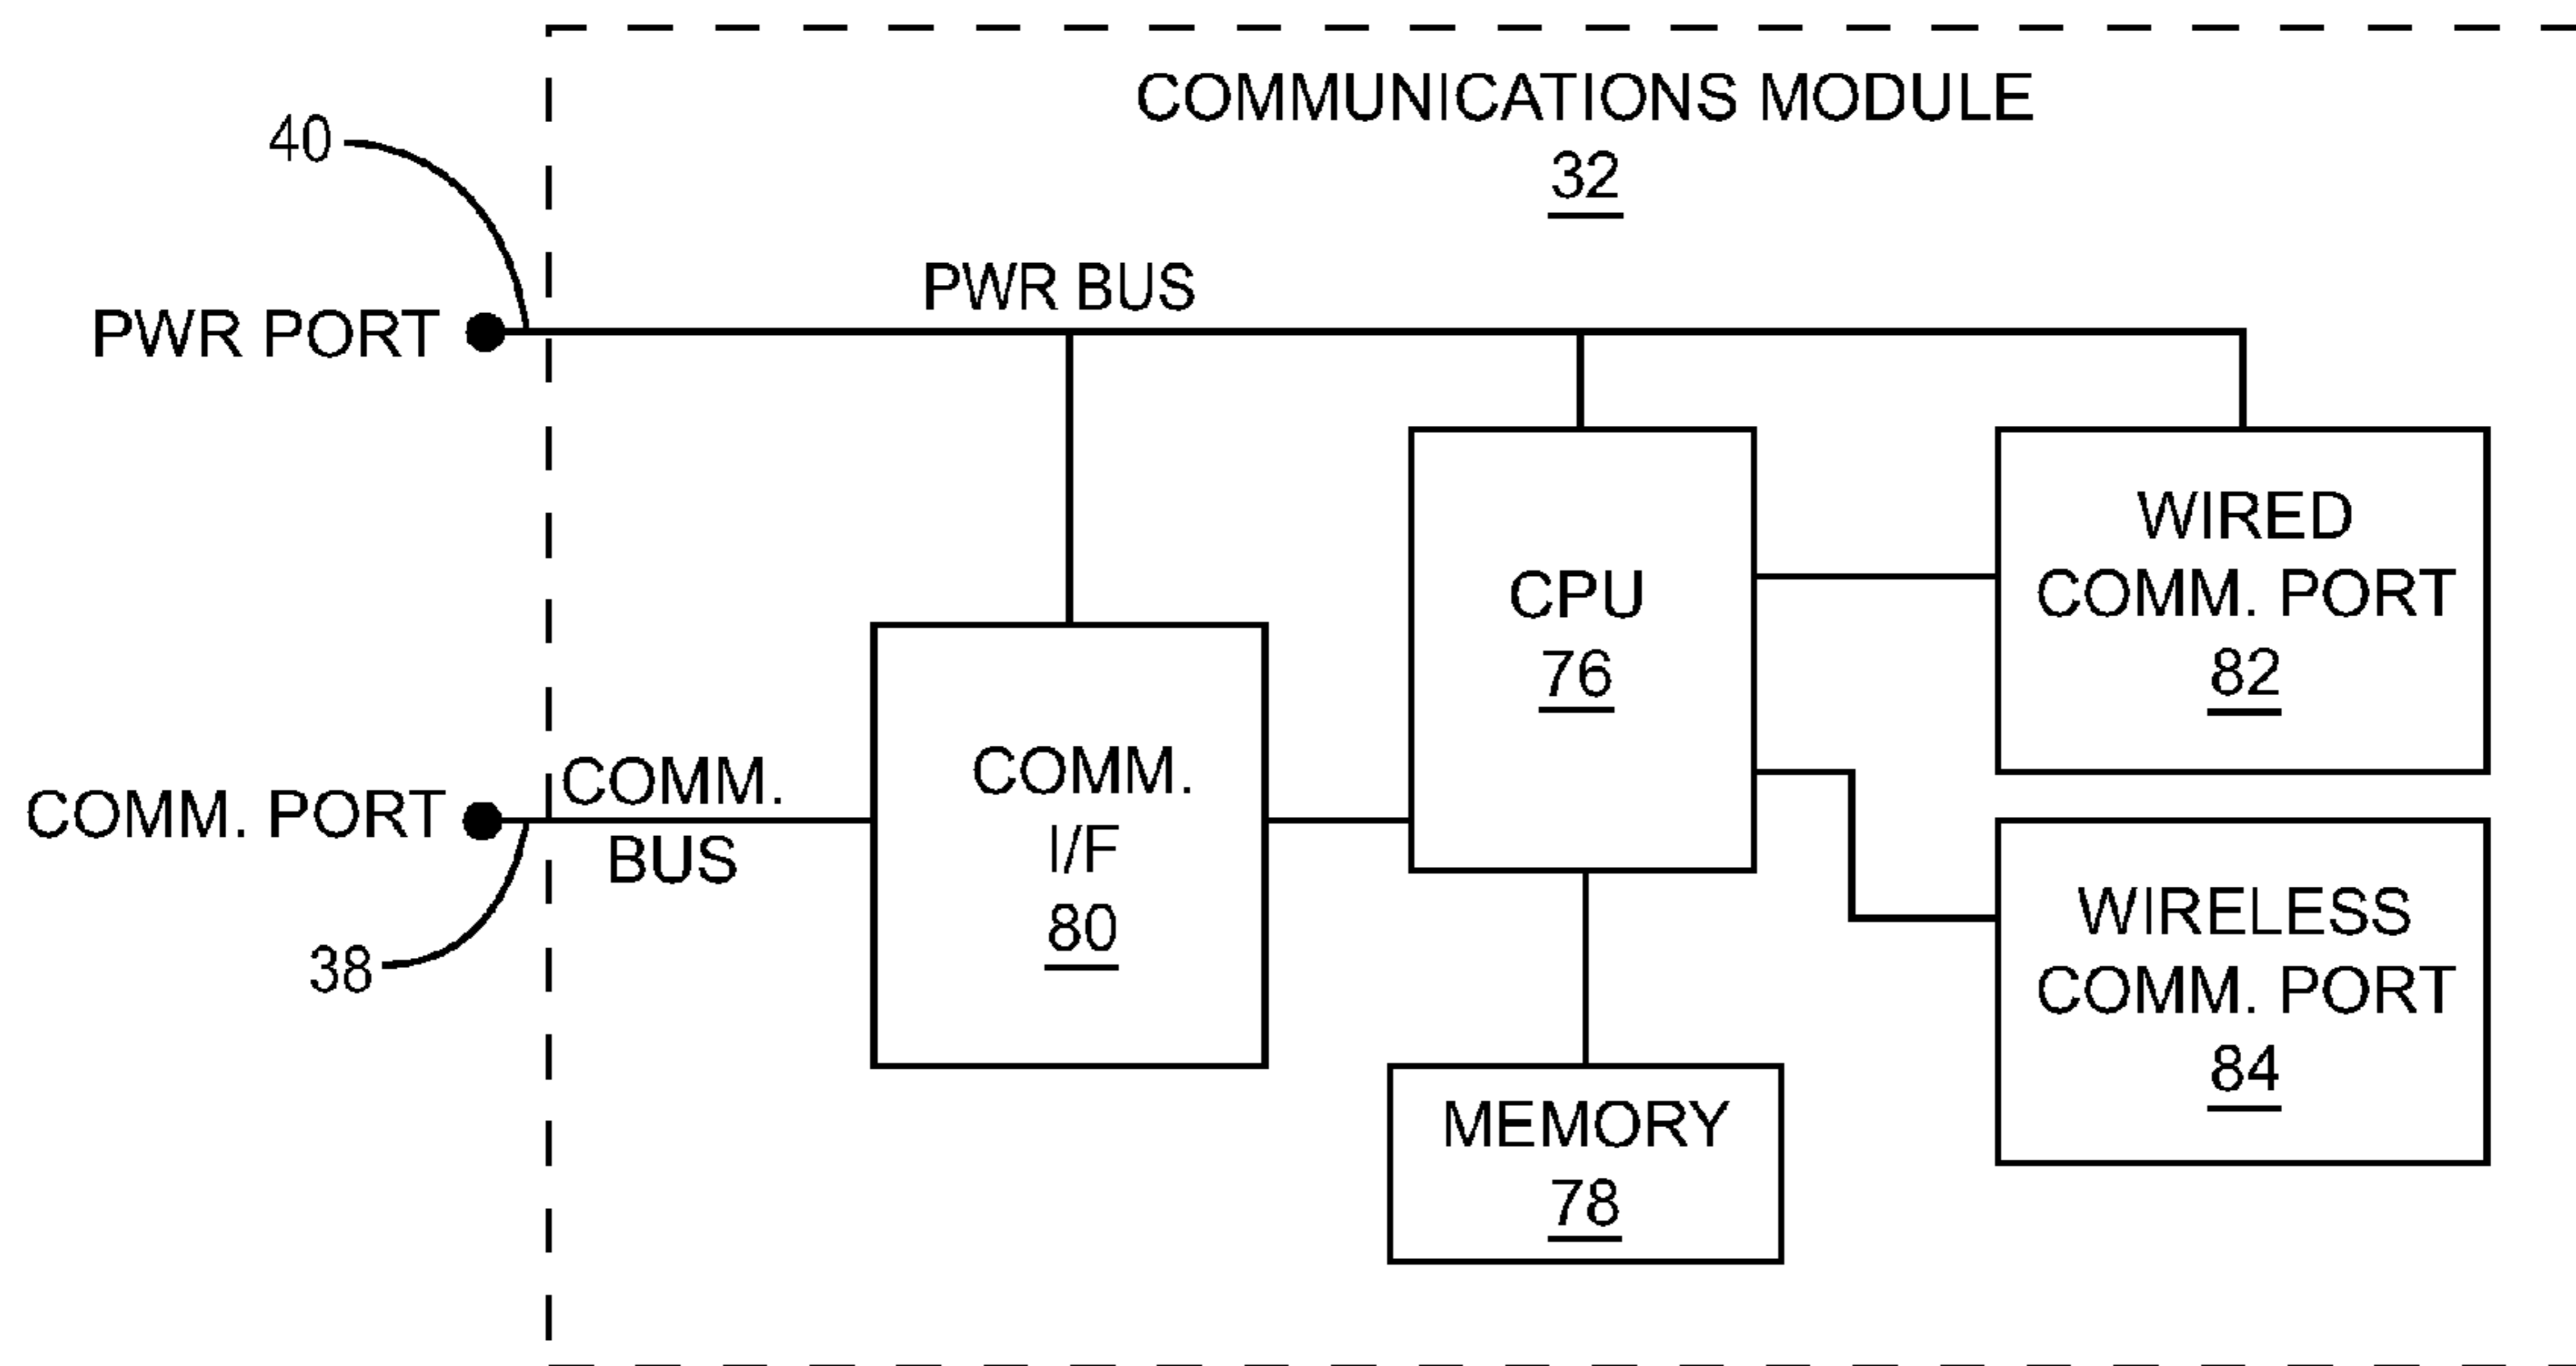 COMMUNICATIONS MODULE
32
40
PWR BUS
PWR PORT
WIRED
COMM. PORT
82
CPU
76
COMM.
I/F
80
COMM. PORT
COMM.
BUS
38
WIRELESS
COMM. PORT
84
MEMORY
78